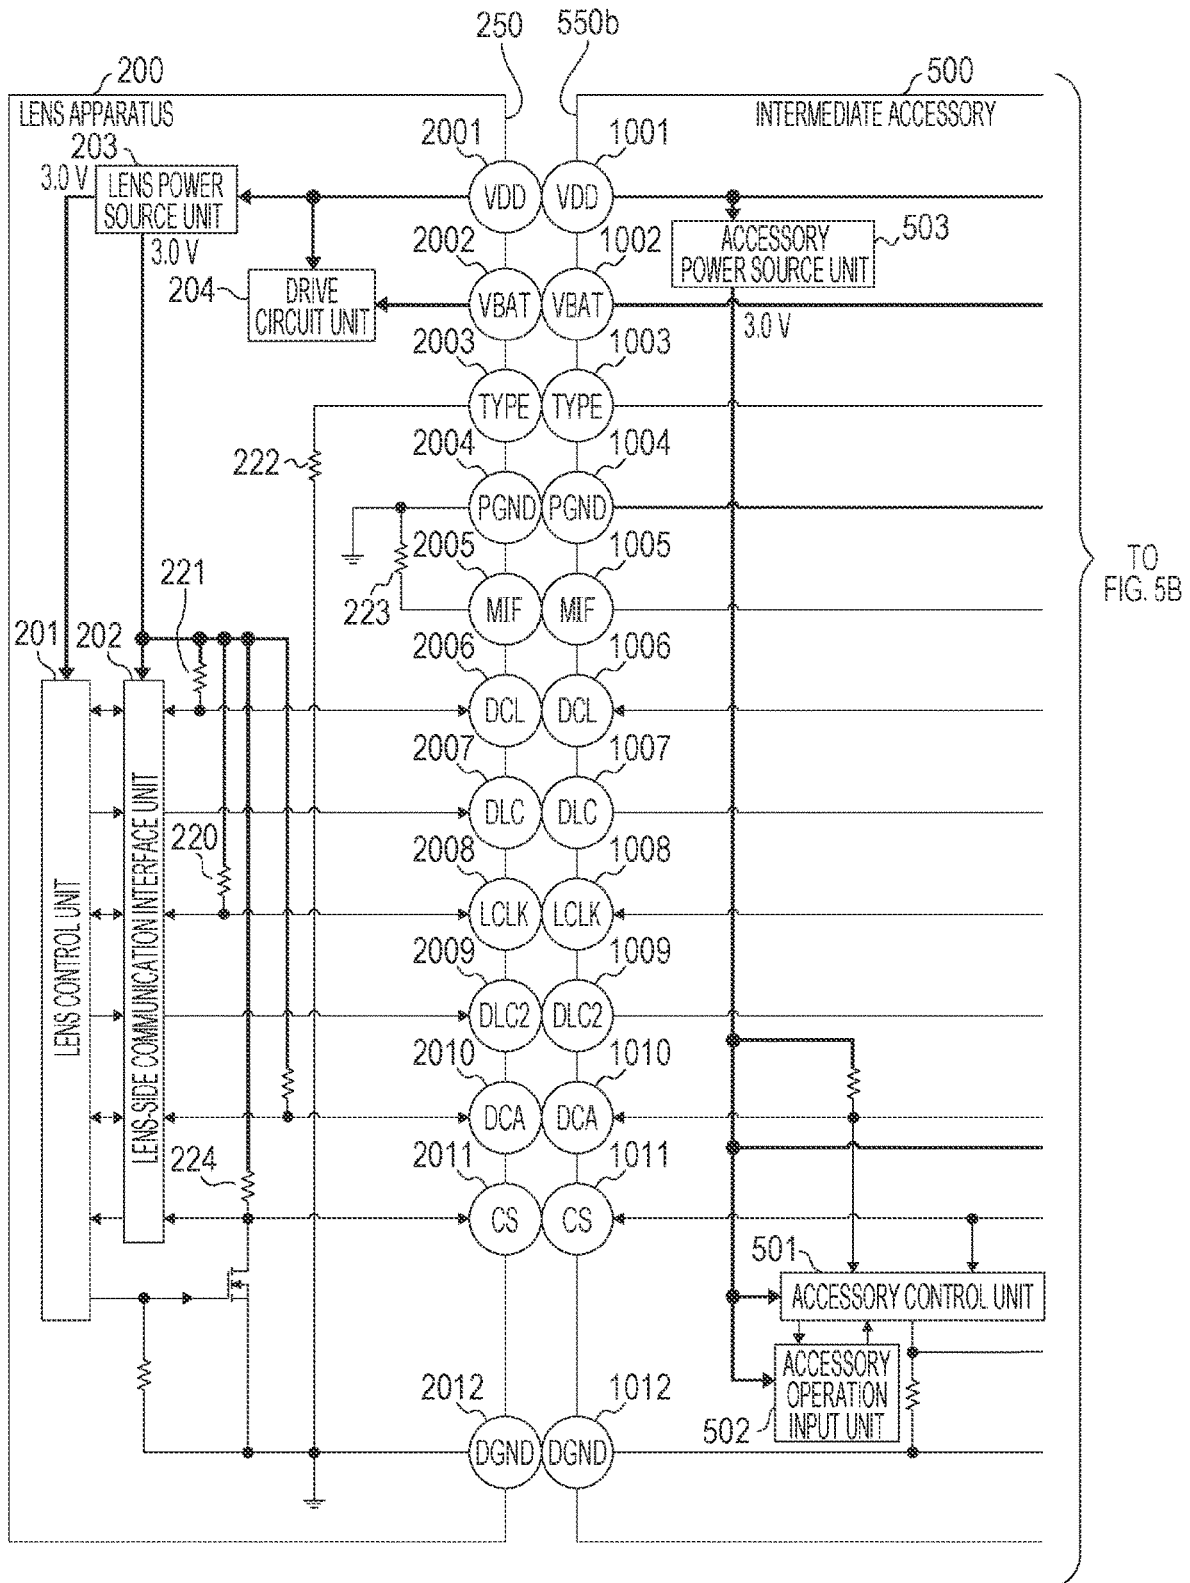 250
550b
200
500
LENS APPARATUS
INTERMEDIATE ACCESSORY
203
3.0 V
LENS POWER
SOURCE UNIT
3.0 V
2001
1001
VDD
VDD
503
ACCESSORY
POWER SOURCE UNIT
3.0 V
204
DRIVE
CIRCUIT UNIT
2002
1002
VBAT
VBAT
2003
1003
TYPE
TYPE
222
2004
1004
PGND
PGND
223
2005
1005
MIF
MIF
TO
FIG. 5B
221
201
202
2006
1006
DCL
DCL
2007
1007
DLC
DLC
220
2008
1008
LCLK
LCLK
2009
1009
DLC2
DLC2
LENS CONTROL UNIT
LENS-SIDE COMMUNICATION INTERFACE UNIT
2010
1010
DCA
DCA
224
2011
1011
CS
CS
501
ACCESSORY CONTROL UNIT
ACCESSORY
OPERATION
INPUT UNIT
502
2012
1012
DGND
DGND